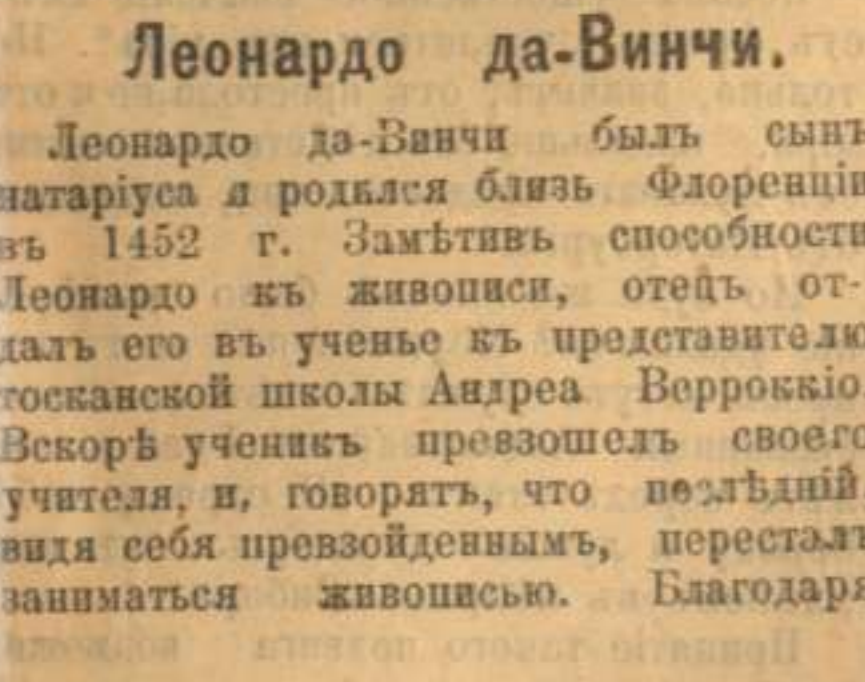 Леонардо да-Винчи.
Леонардо да-Винчи былъ сынъ
натаріуса и родился близь Флоренціи
въ 1452 г. Замѣтивъ способности
Леонардо къ живописи, отецъ от-
далъ его въ ученье къ представителю
тосканской школы Андреа Верроккіо
Вскорѣ ученикъ превзошелъ своего
учителя, и, говорятъ, что послѣдній
видя себя превзойденнымъ, пересталъ
заниматься живописью. Благодаря